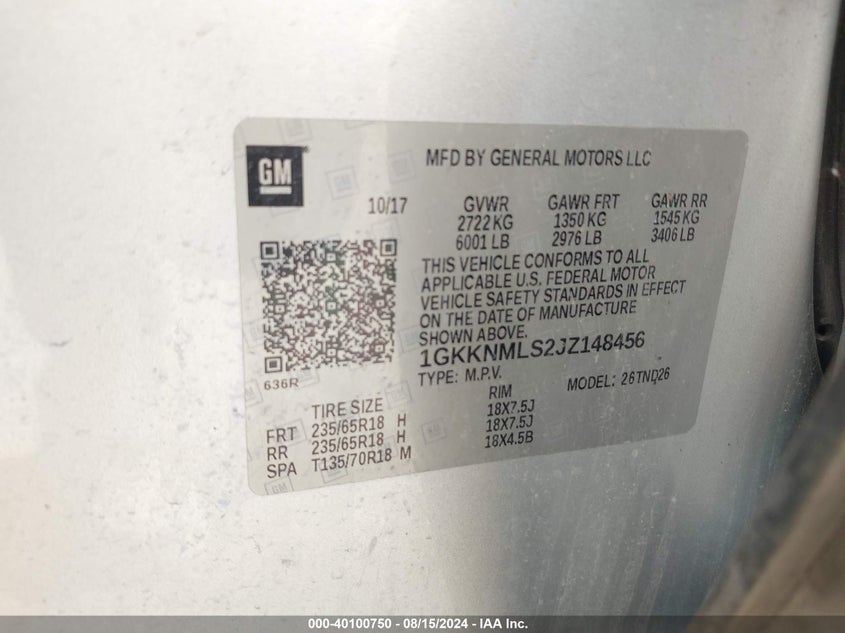 GM
MFD BY GENERAL MOTORS LLC
10/17
GVWR GAWR FRT GAWR RR
2722 KG 1350 KG 1545 KG
6001 LB 2976 LB 3406 LB
THIS VEHICLE CONFORMS TO ALL
APPLICABLE U.S. FEDERAL MOTOR
VEHICLE SAFETY STANDARDS IN EFFECT
ON THE DATE OF MANUFACTURE
SHOWN ABOVE.
1GKKNMLS2JZ148456
TYPE: M.P.V. MODEL: 26TND26
636R
TIRE SIZE RIM
FRT 235/65R18 H 18X7.5J
RR 235/65R18 H 18X7.5J
SPA T135/70R18 M 18X4.5B
000-40100750 - 08/15/2024 - IAA Inc.